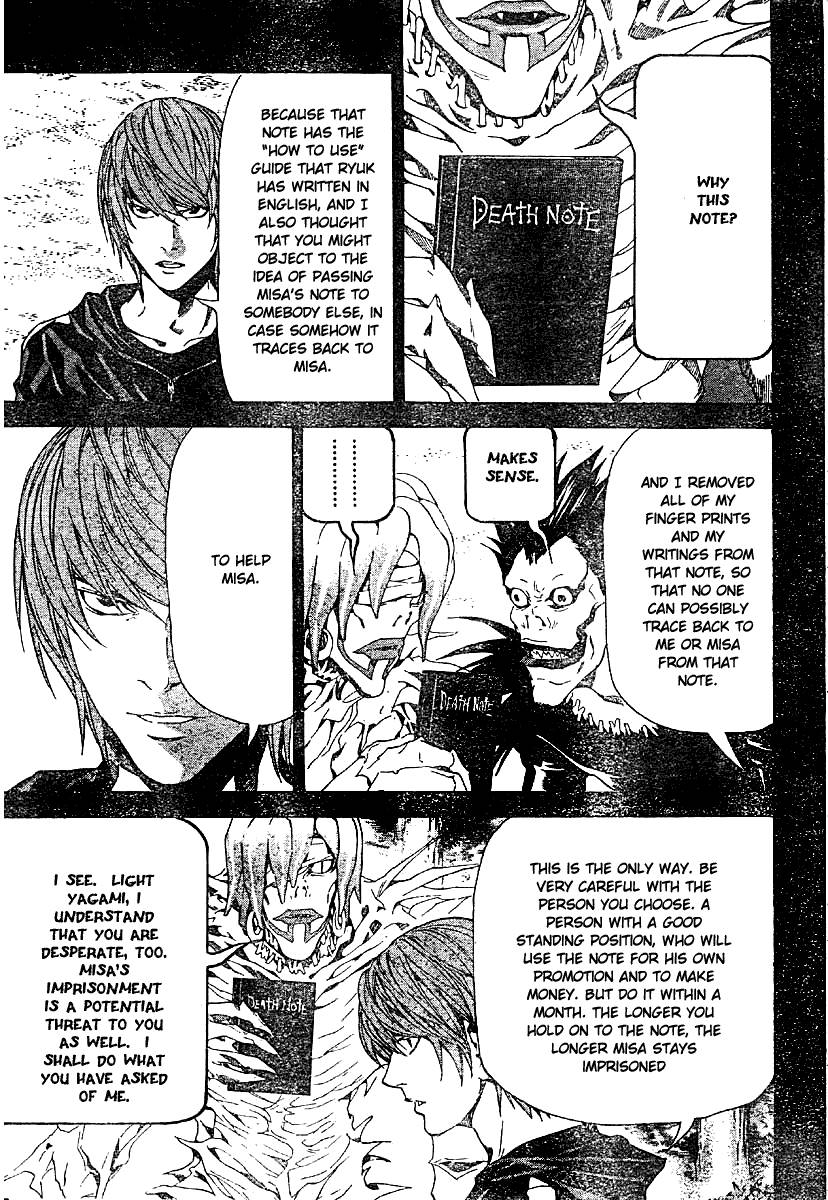 WHY
THIS
NOTE?
DEATH NOTE
BECAUSE THAT
NOTE HAS THE
"HOW TO USE"
GUIDE THAT RYUK
HAS WRITTEN IN
ENGLISH, AND I
ALSO THOUGHT
THAT YOU MIGHT
OBJECT TO THE
IDEA OF PASSING
MISA'S NOTE TO
SOMEBODY ELSE, IN
CASE SOMEHOW IT
TRACES BACK TO
MISA.
AND I REMOVED
ALL OF MY
FINGER PRINTS
AND MY
WRITINGS FROM
THAT NOTE, SO
THAT NO ONE
CAN POSSIBLY
TRACE BACK TO
ME OR MISA
FROM THAT
NOTE.
MAKES
SENSE.
DEATH NOTE
TO HELP
MISA.
THIS IS THE ONLY WAY. BE
VERY CAREFUL WITH THE
PERSON YOU CHOOSE. A
PERSON WITH A GOOD
STANDING POSITION, WHO WILL
USE THE NOTE FOR HIS OWN
PROMOTION AND TO MAKE
MONEY. BUT DO IT WITHIN A
MONTH. THE LONGER YOU
HOLD ON TO THE NOTE, THE
LONGER MISA STAYS
IMPRISONED
DEATH NOTE
I SEE. LIGHT
YAGAMI, I
UNDERSTAND
THAT YOU ARE
DESPERATE, TOO.
MISA'S
IMPRISONMENT
IS A POTENTIAL
THREAT TO YOU
AS WELL. I
SHALL DO WHAT
YOU HAVE ASKED
OF ME.